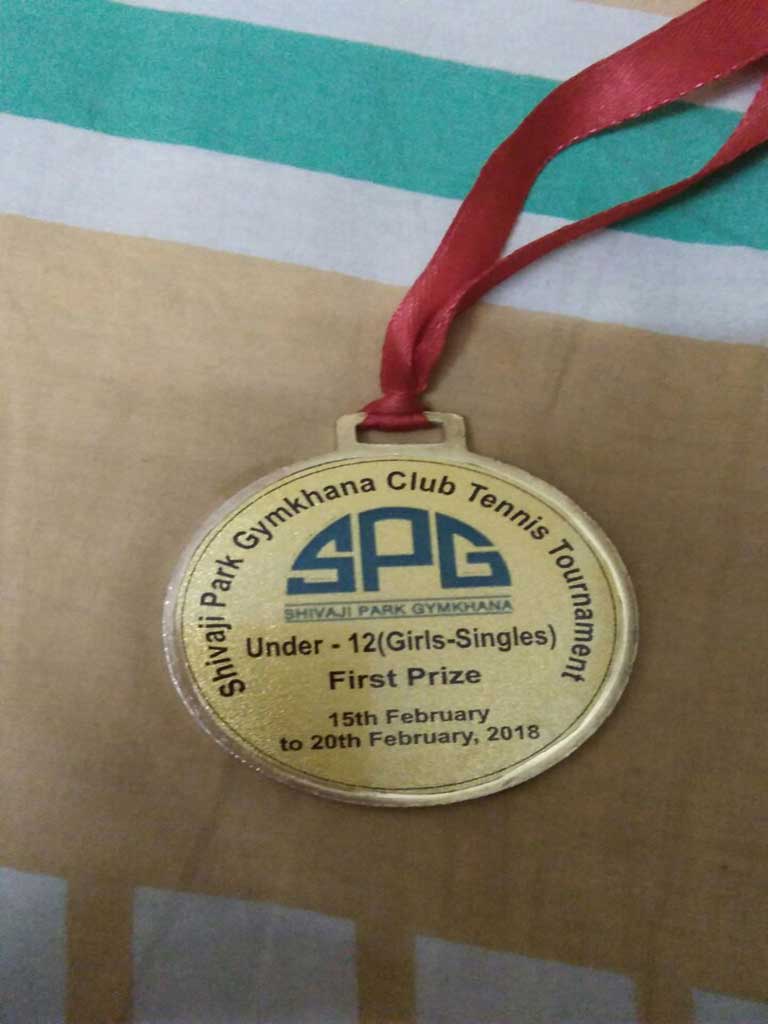 Shivaji Park Gymkhana Club Tennis Tournament
SPG
SHIVAJI PARK GYMKHANA
Under - 12(Girls-Singles)
First Prize
15th February
to 20th February, 2018